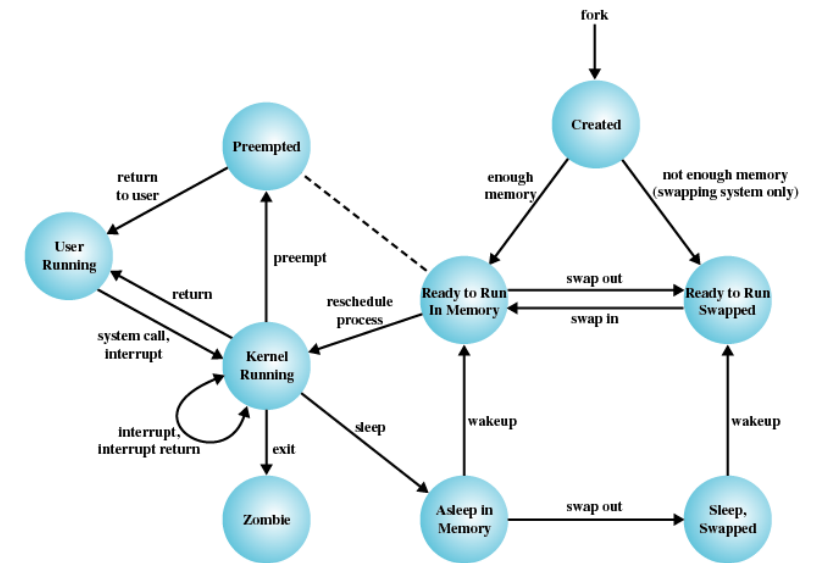 fork
Created
Preempted
enough
memory
not enough memory
(swapping system only)
return
to user
User
Running
preempt
return
Ready to Run
In Memory
swap out
swap in
Ready to Run
Swapped
reschedule
process
system call,
interrupt
Kernel
Running
interrupt,
interrupt return
sleep
exit
wakeup
wakeup
Zombie
Asleep in
Memory
swap out
Sleep,
Swapped